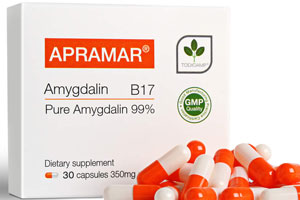 APRAMAR®
Amygdalin B17
Pure Amygdalin 99%
GMP
Quality
Dietary supplement
30 capsules 350mg